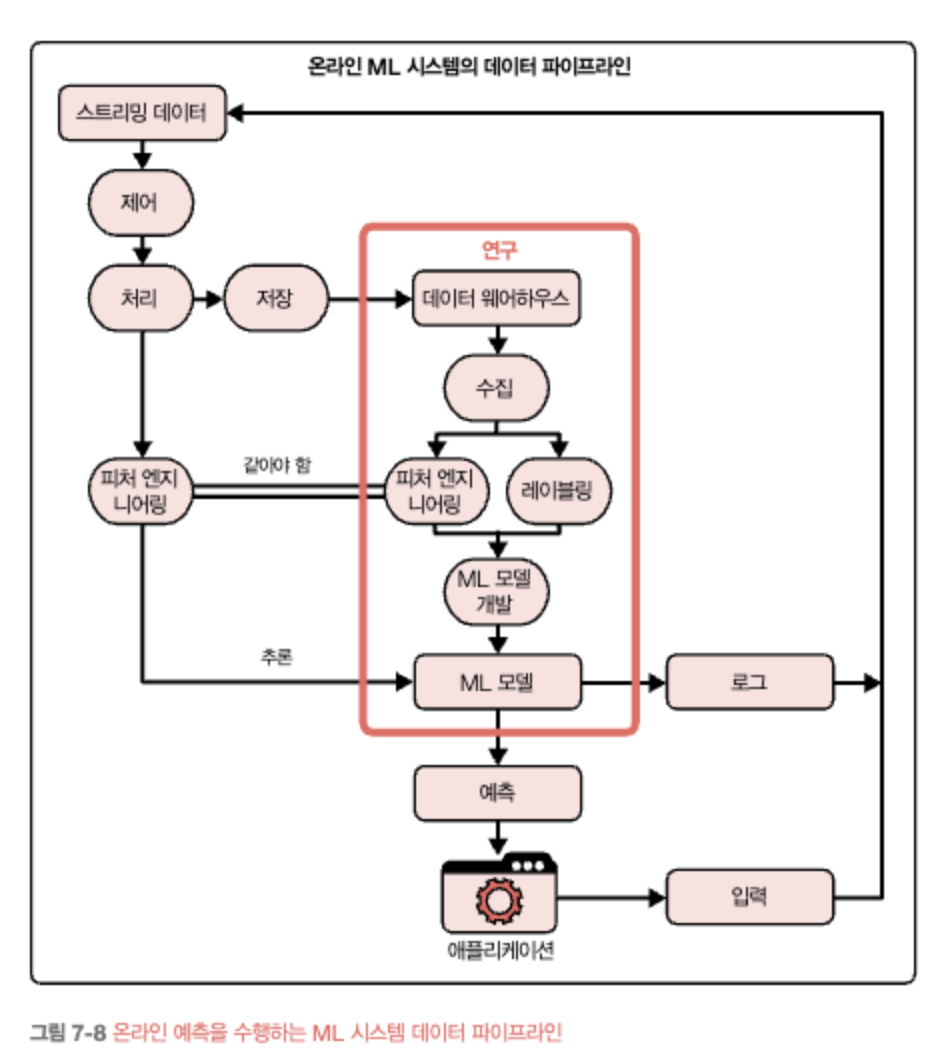 온라인 ML 시스템의 데이터 파이프라인
스트리밍 데이터
제어
연구
처리
저장
데이터 웨어하우스
수집
같아야 함
피처 엔지
니어링
피처 엔지
니어링
레이블링
ML 모델
개발
추론
ML 모델
로그
예측
입력
애플리케이션
그림 7-8 온라인 예측을 수행하는 ML 시스템 데이터 파이프라인